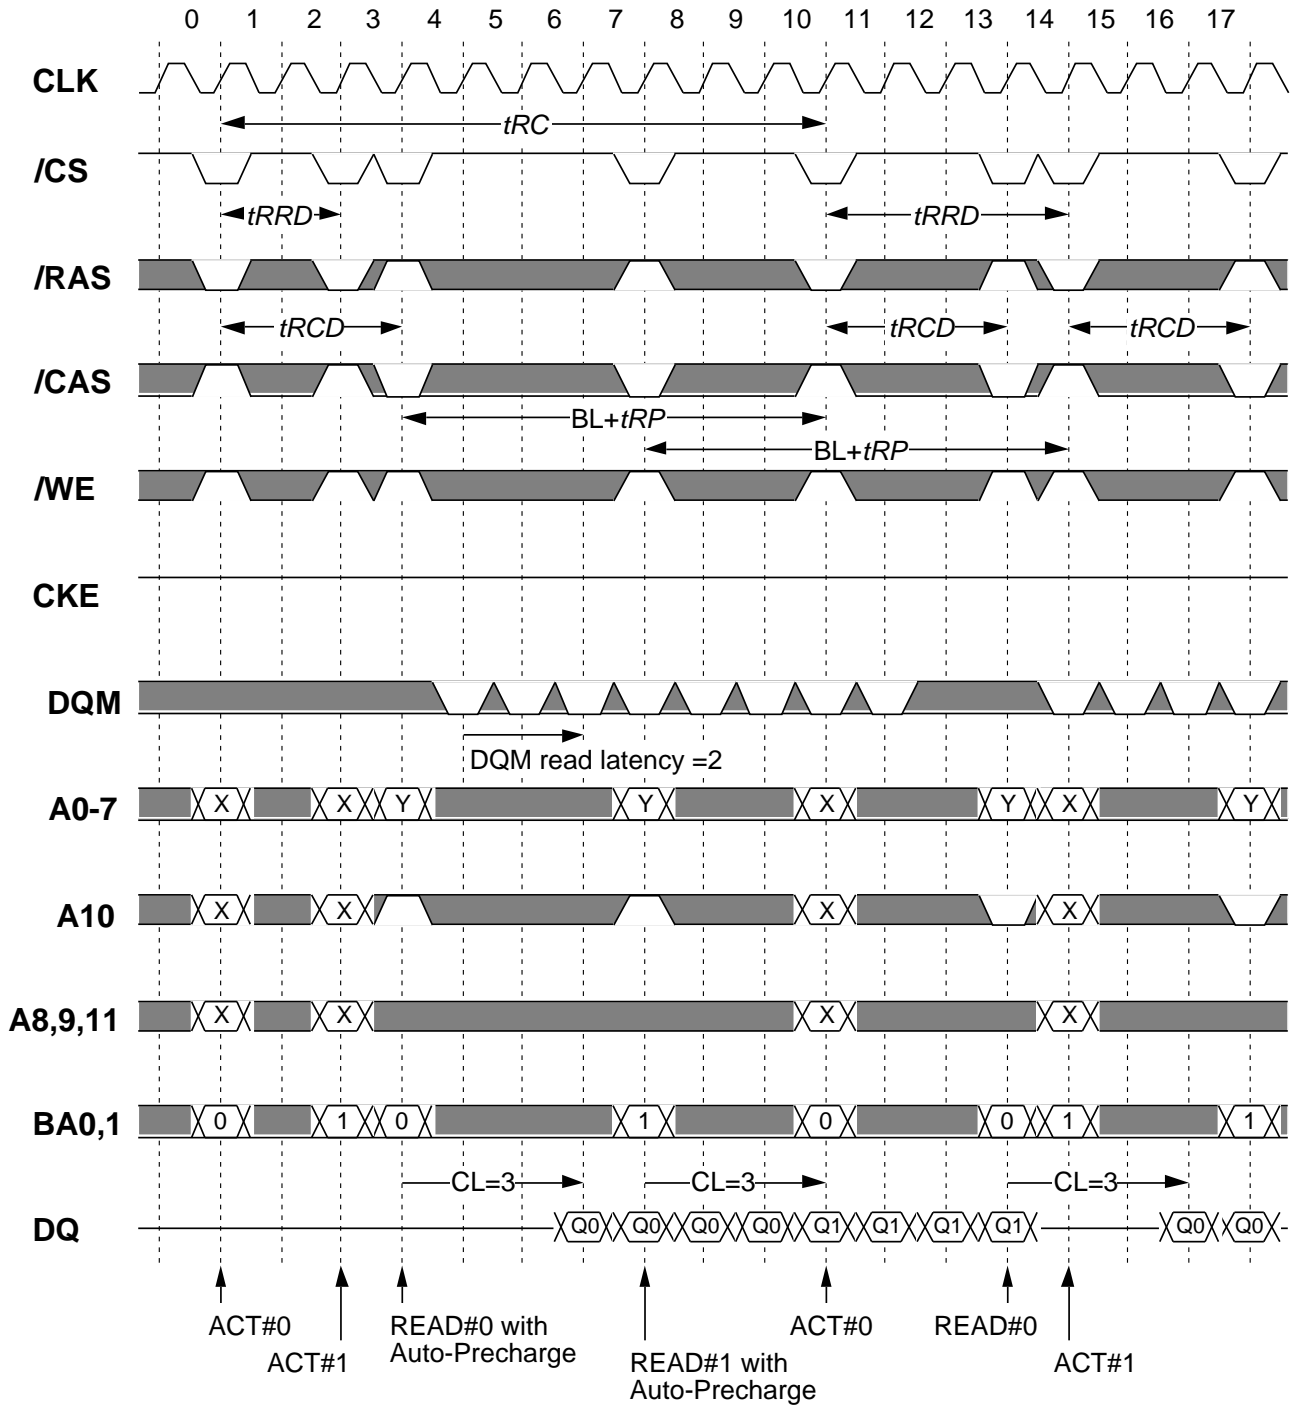 0 1 2 3 4 5 6 7 8 9 10 11 12 13 14 15 16 17
CLK
tRC
/CS
tRRD tRRD
/RAS
tRCD tRCD tRCD
/CAS
BL+tRP
BL+tRP
/WE
CKE
DQM
DQM read latency =2
A0-7 X X Y Y X Y X Y
A10 X X X X
A8,9,11 X X X X
BA0,1 0 1 0 1 0 0 1 1
CL=3 CL=3 CL=3
DQ Q0 Q0 Q0 Q0 Q1 Q1 Q1 Q1 Q0 Q0
ACT#0 READ#0 with ACT#0 READ#0
Auto-Precharge
ACT#1 READ#1 with ACT#1
Auto-Precharge